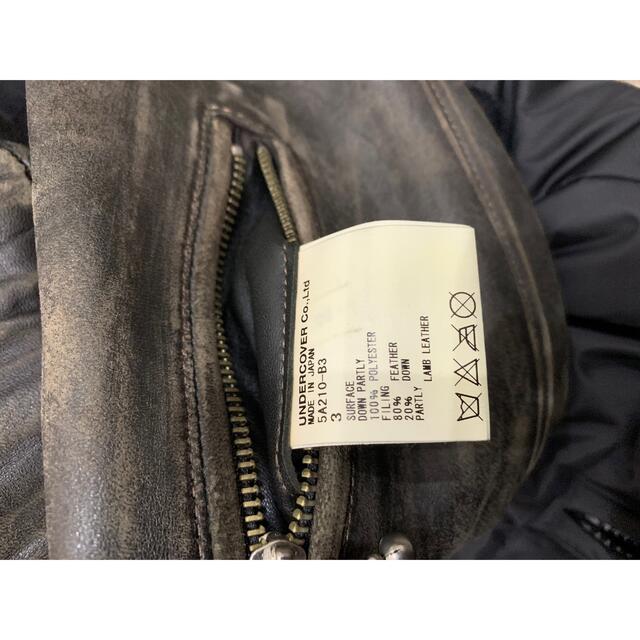 UNDERCOVER Co.,Ltd
MADE IN JAPAN
5A210-B3
3
SURFACE
DOWN PARTLY
100% POLYESTER
FILING
80% FEATHER
20% DOWN
PARTLY LAMB LEATHER